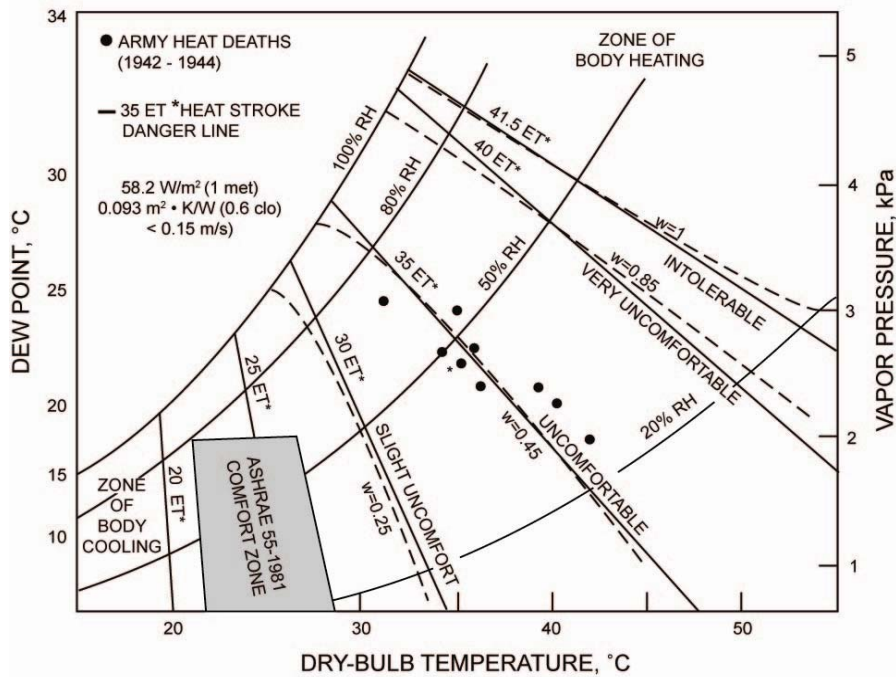 34
30
25
20
15
10
DEW POINT, °C
● ARMY HEAT DEATHS
(1942 - 1944)
— 35 ET *HEAT STROKE
DANGER LINE
58.2 W/m² (1 met)
0.093 m² • K/W (0.6 clo)
< 0.15 m/s)
ZONE OF
BODY HEATING
100% RH
80% RH
50% RH
20% RH
41.5 ET*
40 ET*
35 ET*
30 ET*
25 ET*
20 ET*
w=1
INTOLERABLE
w=0.85
VERY UNCOMFORTABLE
w=0.45
UNCOMFORTABLE
*
w=0.25
SLIGHT UNCOMFORT
ZONE
OF
BODY
COOLING
ASHRAE 55-1981
COMFORT ZONE
5
4
3
2
1
VAPOR PRESSURE, kPa
20
30
40
50
DRY-BULB TEMPERATURE, °C